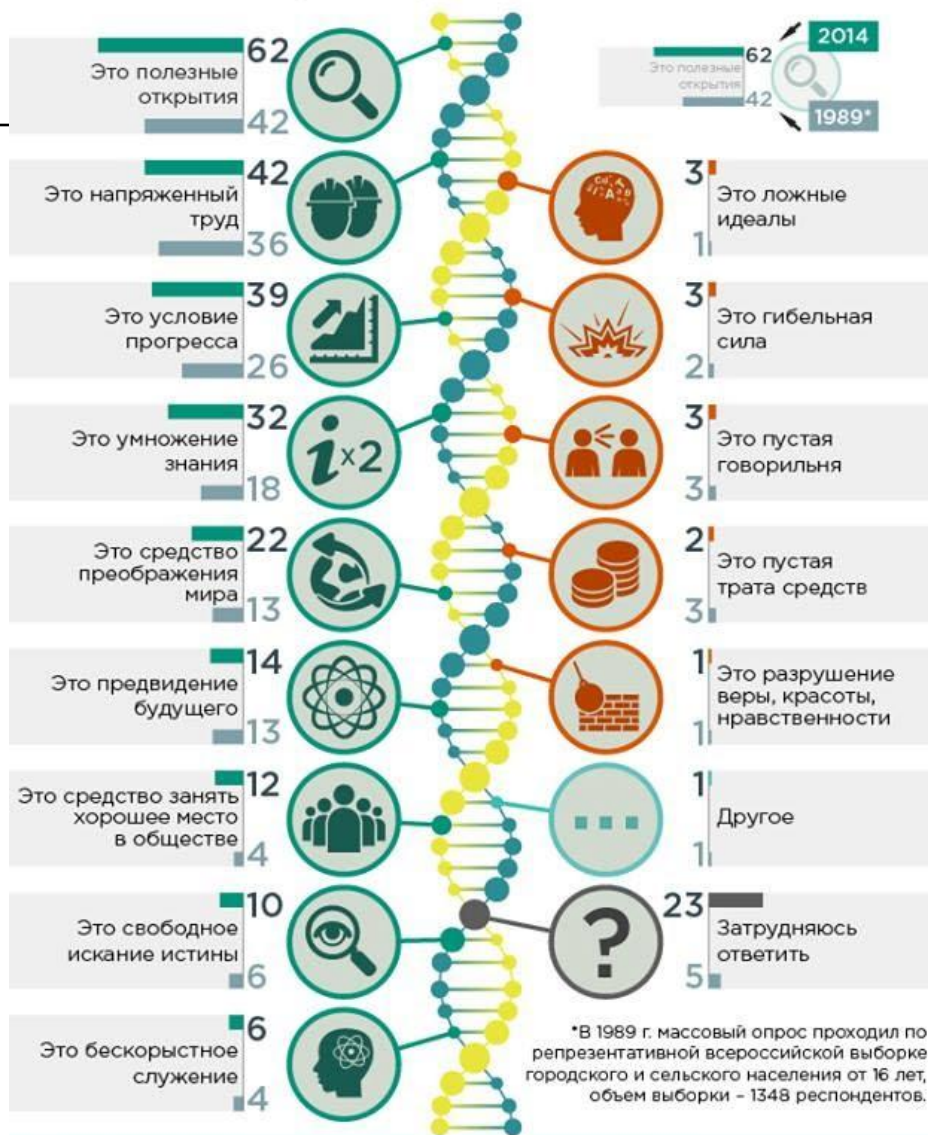 62
Это полезные
открытия
42
62
Это полезные
открытия
42
2014
1989*
42
Это напряженный
труд
36
3
Это ложные
идеалы
1
39
Это условие
прогресса
26
3
Это гибельная
сила
2
32
Это умножение
знания
18
i x2
3
Это пустая
говорильня
3
22
Это средство
преображения
мира
13
2
Это пустая
трата средств
3
14
Это предвидение
будущего
13
1
Это разрушение
веры, красоты,
нравственности
1
12
Это средство занять
хорошее место
в обществе
4
1
Другое
1
10
Это свободное
искание истины
6
?
23
Затрудняюсь
ответить
5
6
Это бескорыстное
служение
4
*В 1989 г. массовый опрос проходил по
репрезентативной всероссийской выборке
городского и сельского населения от 16 лет,
объем выборки – 1348 респондентов.